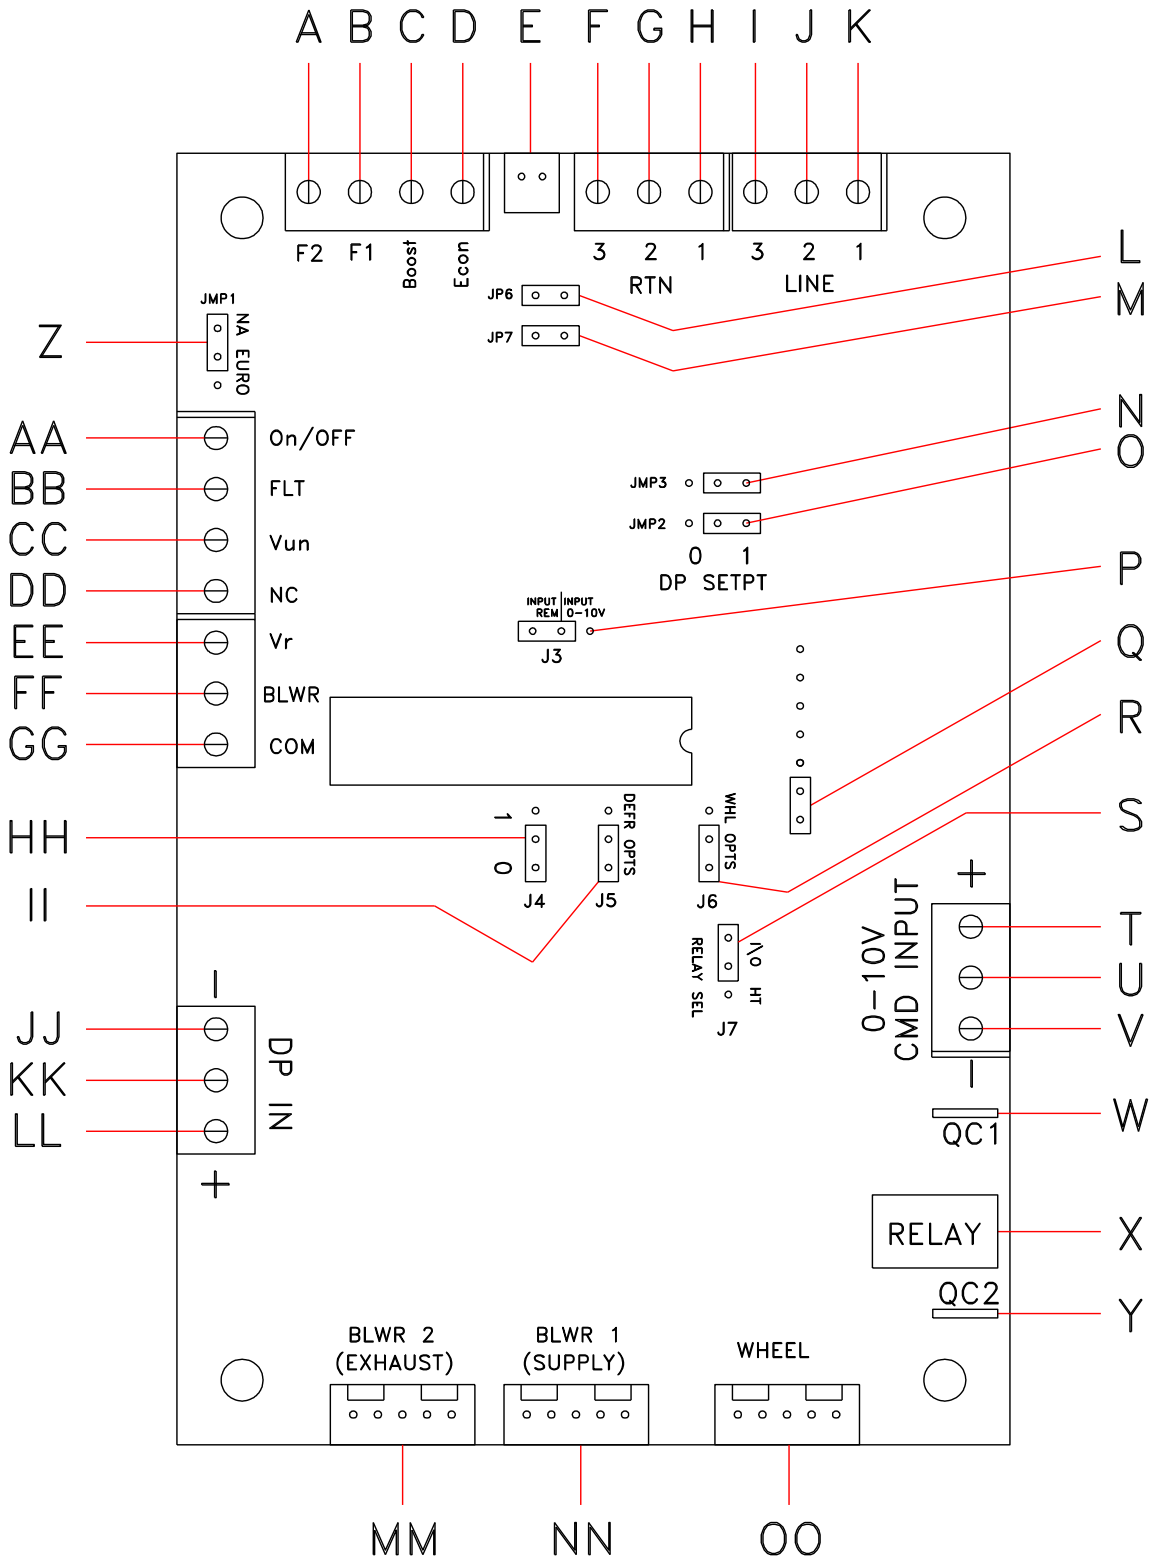 A B C D E F G H I J K
F2 F1 Boost Econ 3 2 1 3 2 1
RTN LINE
L
JP6
M
JP7
JMP1
NA EURO
Z
N
AA On/OFF
O
BB FLT
JMP3
CC Vun
JMP2
0 1
DP SETPT
DD NC
P
INPUT INPUT
REM 0-10V
J3
EE Vr
Q
FF BLWR
R
GG COM
S
HH
1
0
J4
DEFR OPTS
J5
WHL OPTS
J6
II
I\O HT
RELAY SEL
J7
+
0-10V
CMD INPUT
-
T
U
V
-
JJ
KK
LL
DP IN
+
W
QC1
X
RELAY
QC2
Y
BLWR 2
(EXHAUST)
BLWR 1
(SUPPLY)
WHEEL
MM NN OO